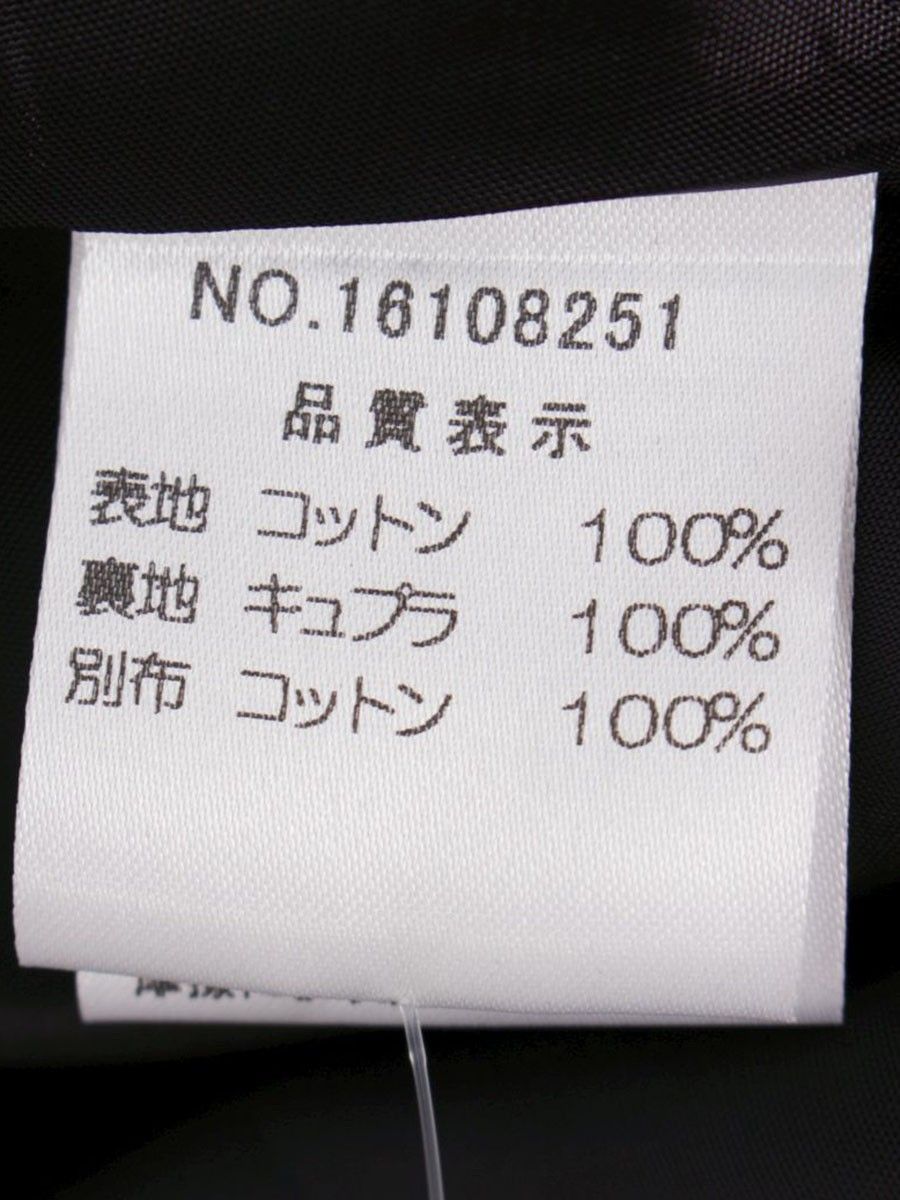 NO.16108251
品質表示
表地 コットン 100%
裏地 キュプラ 100%
別布 コットン 100%